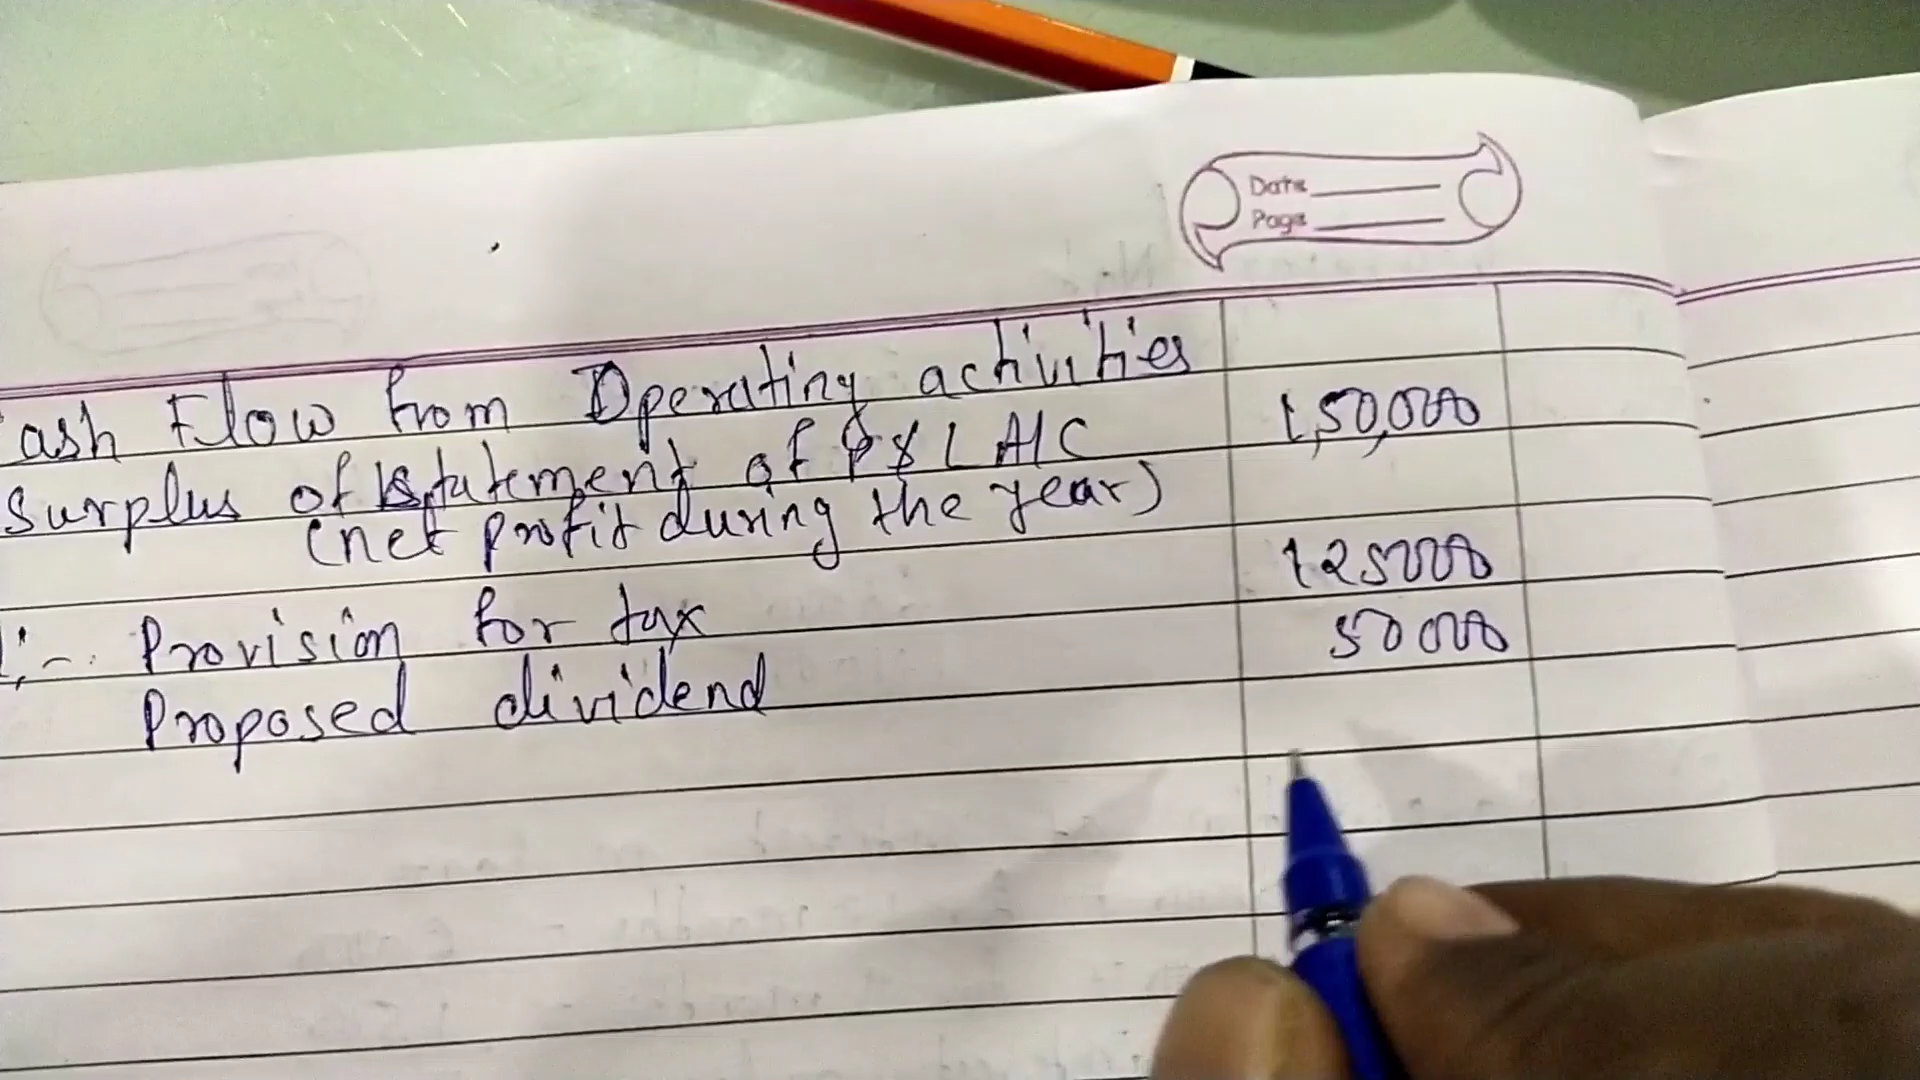 Date
Page
ash Flow from Operating activities
Surplus of statement of P&L A/C 1,50,000
(net profit during the year)
:- Provision for tax 125000
Proposed dividend 50000